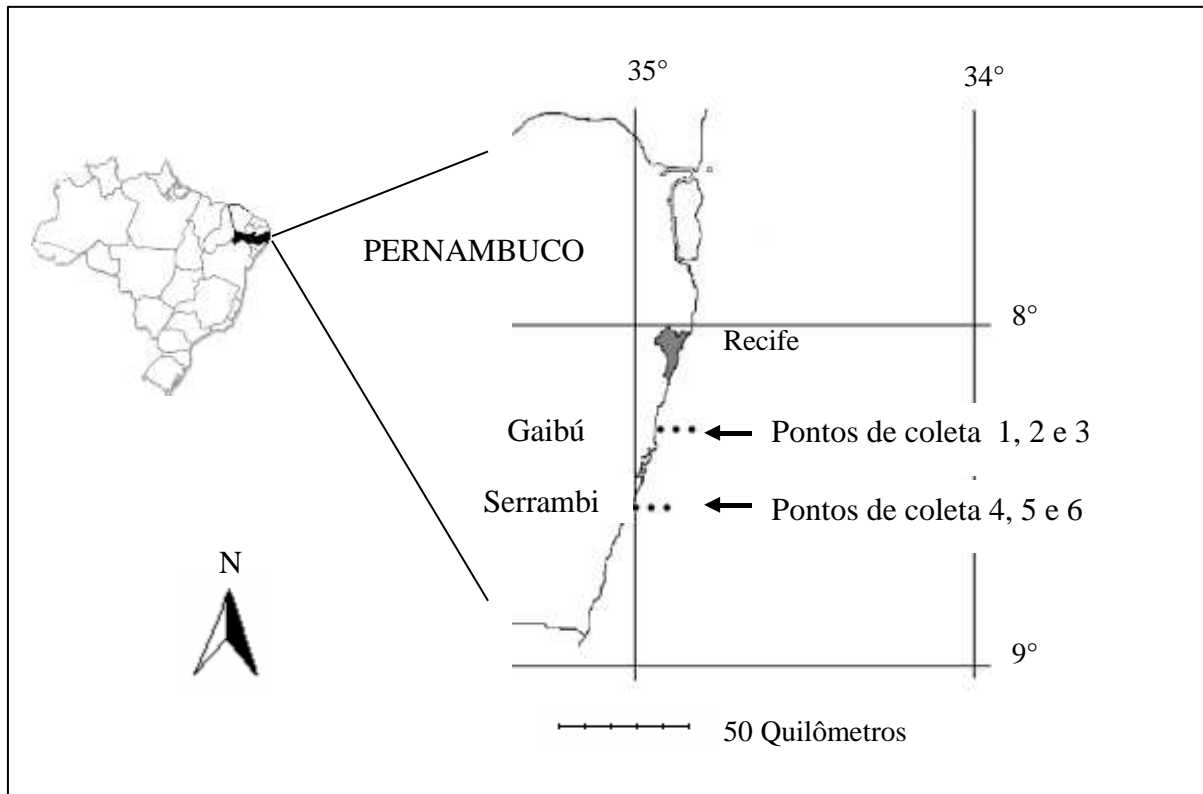 35°
34°
PERNAMBUCO
8°
Recife
Gaibú
Pontos de coleta 1, 2 e 3
Serrambi
Pontos de coleta 4, 5 e 6
N
9°
50 Quilômetros